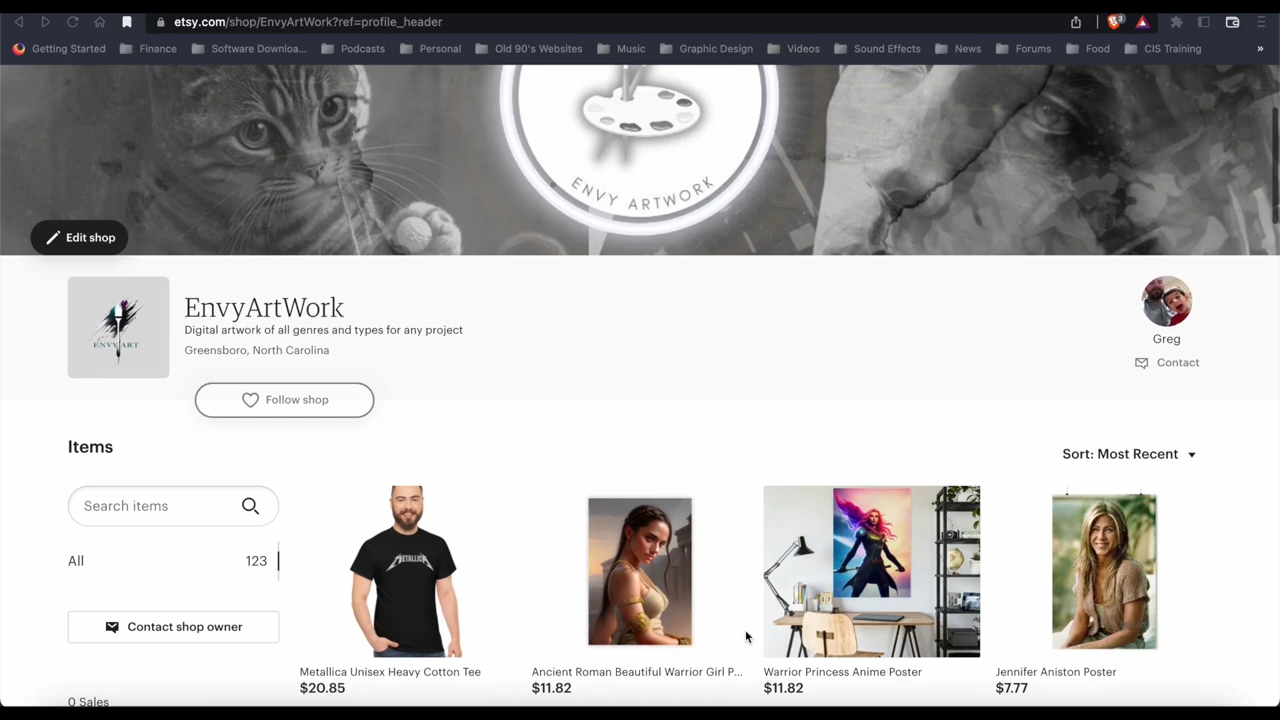 etsy.com/shop/EnvyArtWork?ref=profile_header
3
Getting Started
Finance
Software Downloa...
Podcasts
Personal
Old 90's Websites
Music
Graphic Design
Videos
Sound Effects
News
Forums
Food
CIS Training
»
ENVY ARTWORK
Edit shop
ENVY ART
EnvyArtWork
Digital artwork of all genres and types for any project
Greensboro, North Carolina
Greg
Contact
Follow shop
Items
Sort: Most Recent
Search items
All 123
METALLICA
Contact shop owner
Metallica Unisex Heavy Cotton Tee
$20.85
Ancient Roman Beautiful Warrior Girl P...
$11.82
Warrior Princess Anime Poster
$11.82
Jennifer Aniston Poster
$7.77
0 Sales